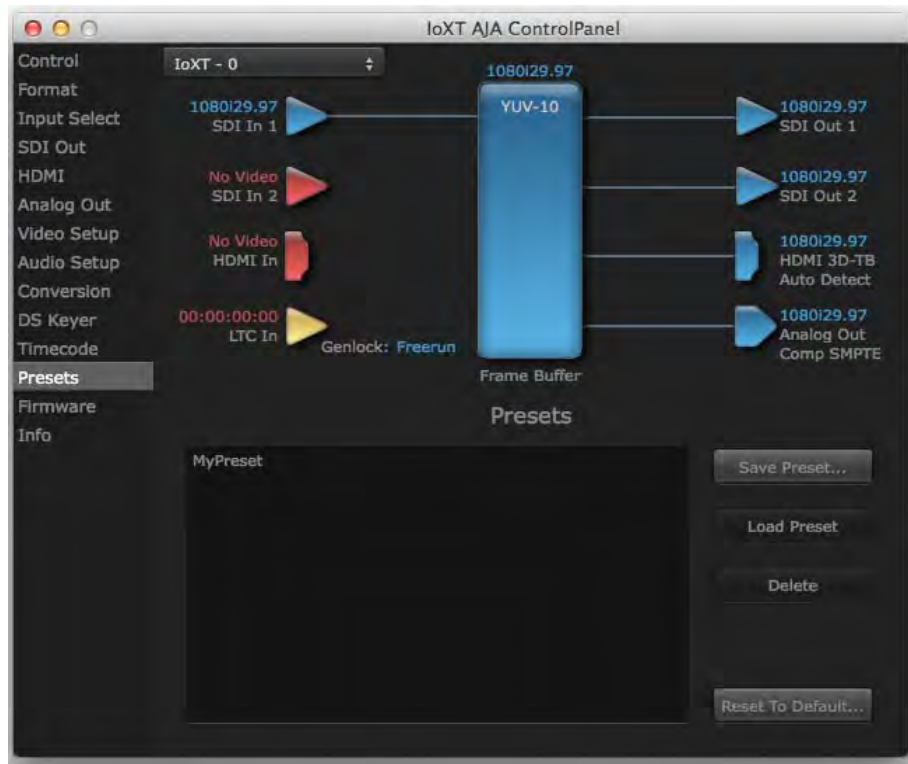 IoXT AJA ControlPanel
Control
Format
Input Select
SDI Out
HDMI
Analog Out
Video Setup
Audio Setup
Conversion
DS Keyer
Timecode
Presets
Firmware
Info
IoXT - 0
1080i29.97
SDI In 1
No Video
SDI In 2
No Video
HDMI In
00:00:00:00
LTC In
Genlock: Freerun
1080i29.97
YUV-10
Frame Buffer
1080i29.97
SDI Out 1
1080i29.97
SDI Out 2
1080i29.97
HDMI 3D-TB
Auto Detect
1080i29.97
Analog Out
Comp SMPTE
Presets
MyPreset
Save Preset...
Load Preset
Delete
Reset To Default...